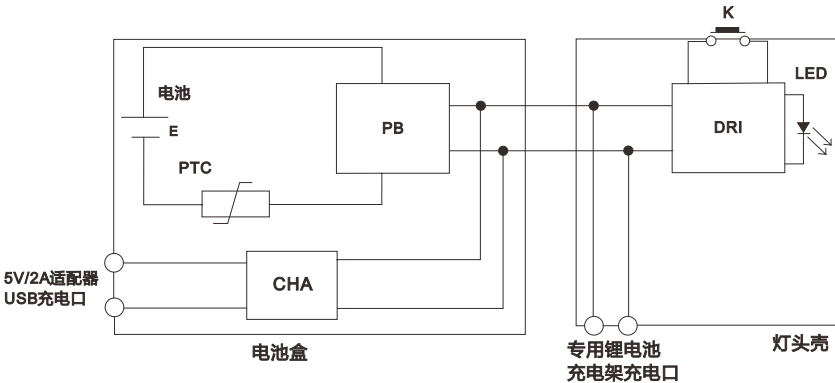 K
LED
电池
E
PB
DRI
PTC
5V/2A适配器
USB充电口
CHA
电池盒
专用锂电池
充电架充电口
灯头壳